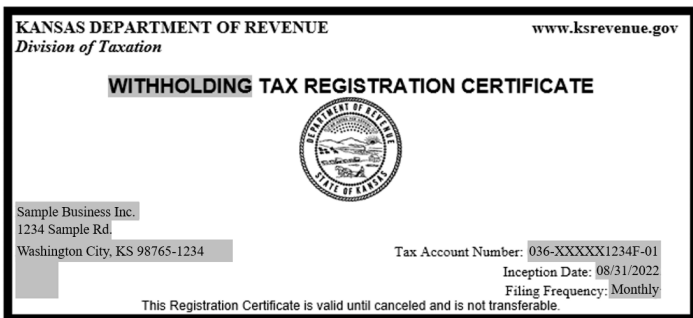 KANSAS DEPARTMENT OF REVENUE
www.ksrevenue.gov
Division of Taxation
WITHHOLDING TAX REGISTRATION CERTIFICATE
DEPARTMENT OF REVENUE
STATE OF KANSAS
Sample Business Inc.
1234 Sample Rd.
Washington City, KS 98765-1234
Tax Account Number: 036-XXXXX1234F-01
Inception Date: 08/31/2022
Filing Frequency: Monthly
This Registration Certificate is valid until canceled and is not transferable.